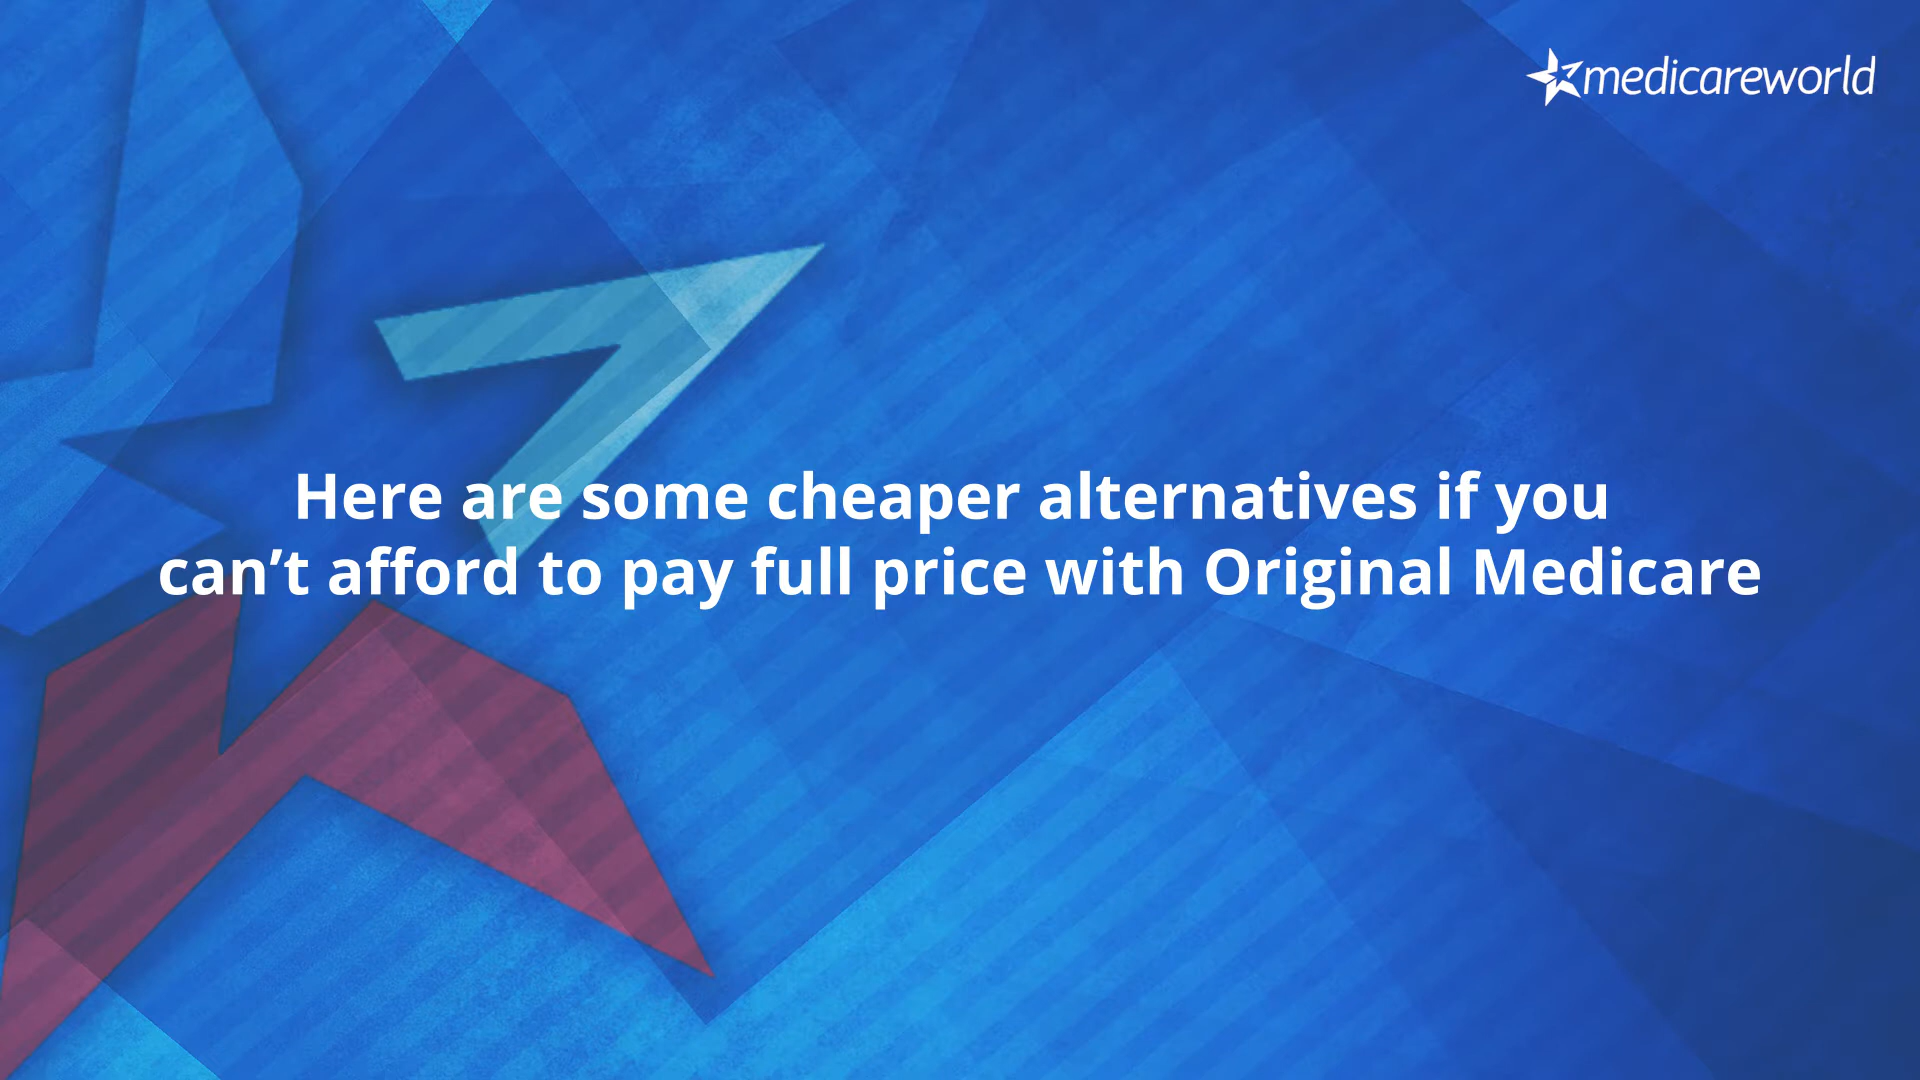 medicareworld
Here are some cheaper alternatives if you
can’t afford to pay full price with Original Medicare